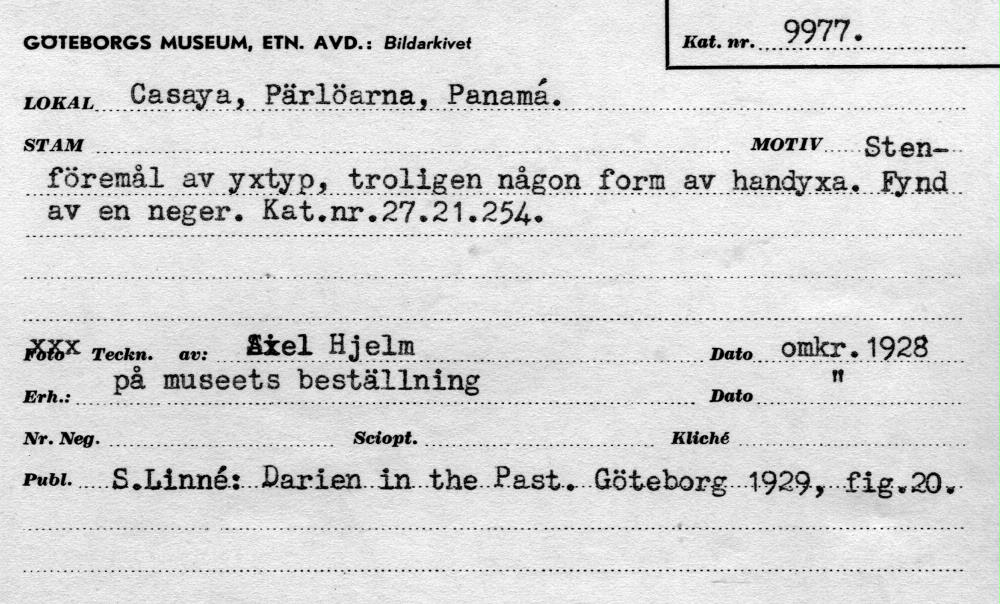 GÖTEBORGS MUSEUM, ETN. AVD.: Bildarkivet
Kat. nr. 9977.
LOKAL Casaya, Pärlöarna, Panamá.
STAM MOTIV Sten-
föremål av yxtyp, troligen någon form av handyxa. Fynd
av en neger. Kat.nr.27.21.254.
Foto xxx Teckn. av: Axel Hjelm Dato omkr.1928
på museets beställning "
Erh.: Dato
Nr. Neg. Sciopt. Kliché
Publ. S.Linné: Darien in the Past. Göteborg 1929, fig.20.